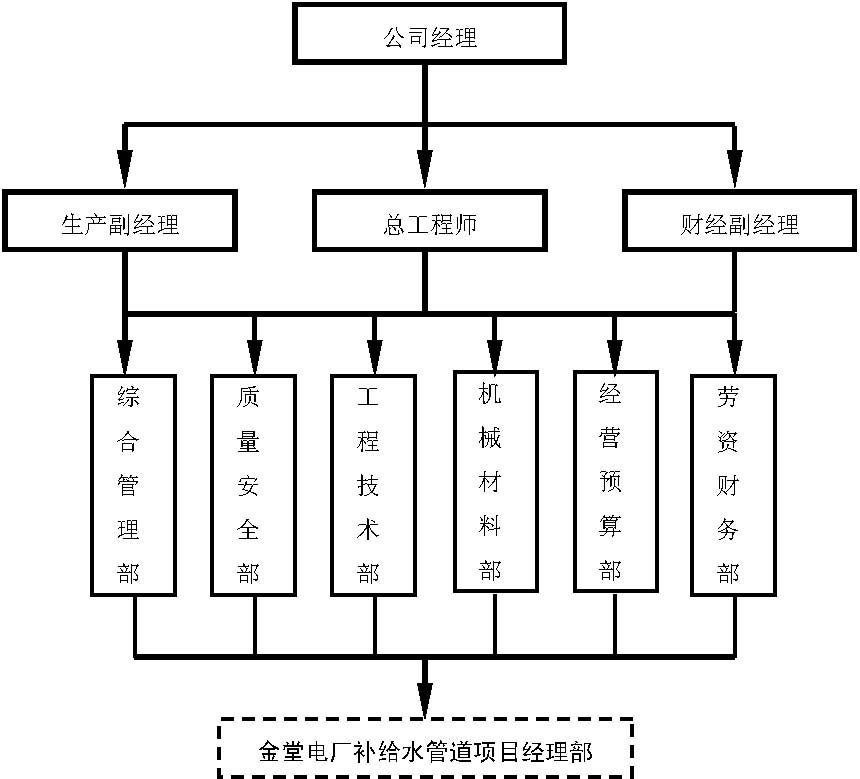 公司经理
生产副经理
总工程师
财经副经理
综合管理部
质量安全部
工程技术部
机械材料部
经营预算部
劳资财务部
金堂电厂补给水管道项目经理部